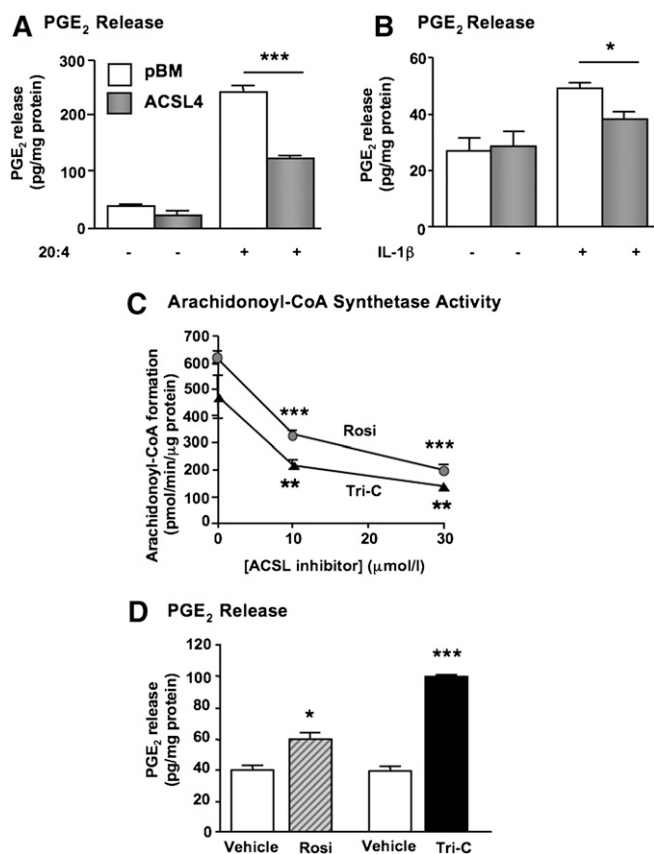 A PGE₂ Release
***
pBM
ACSL4
PGE₂ release
(pg/mg protein)
300
200
100
0
20:4 - - + +
B PGE₂ Release
*
PGE₂ release
(pg/mg protein)
60
40
20
0
IL-1β - - + +
C Arachidonoyl-CoA Synthetase Activity
Arachidonoyl-CoA formation
(pmol/min/μg protein)
700
600
500
400
300
200
100
0
***
Rosi
***
**
Tri-C
**
0 10 20 30
[ACSL inhibitor] (μmol/l)
D PGE₂ Release
PGE₂ release
(pg/mg protein)
120
100
80
60
40
20
0
*
***
Vehicle Rosi Vehicle Tri-C